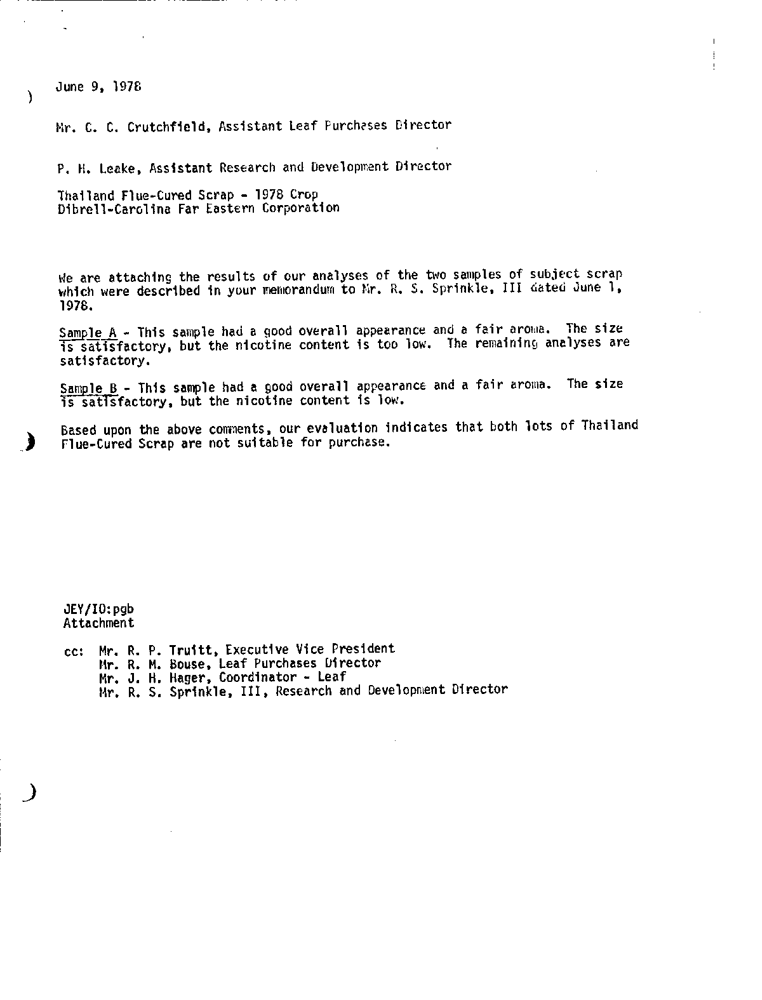 June 9, 1978
Mr. C. C. Crutchfield, Assistant Leaf Purchases Director
P. H. Leake, Assistant Research and Development Director
Thailand Flue-Cured Scrap - 1978 Crop
Dibrell-Carolina Far Eastern Corporation
We are attaching the results of our analyses of the two samples of subject scrap
which were described in your memorandum to Mr. R. S. Sprinkle, III dated June 1,
1978.
Sample A - This sample had a good overall appearance and a fair aroma. The size
is satisfactory, but the nicotine content is too low. The remaining analyses are
satisfactory.
Sample B - This sample had a good overall appearance and a fair aroma. The size
is satisfactory, but the nicotine content is low.
Based upon the above comments, our evaluation indicates that both lots of Thailand
Flue-Cured Scrap are not suitable for purchase.
JEY/IO:pgb
Attachment
cc: Mr. R. P. Truitt, Executive Vice President
Mr. R. M. Bouse, Leaf Purchases Director
Mr. J. H. Hager, Coordinator - Leaf
Mr. R. S. Sprinkle, III, Research and Development Director